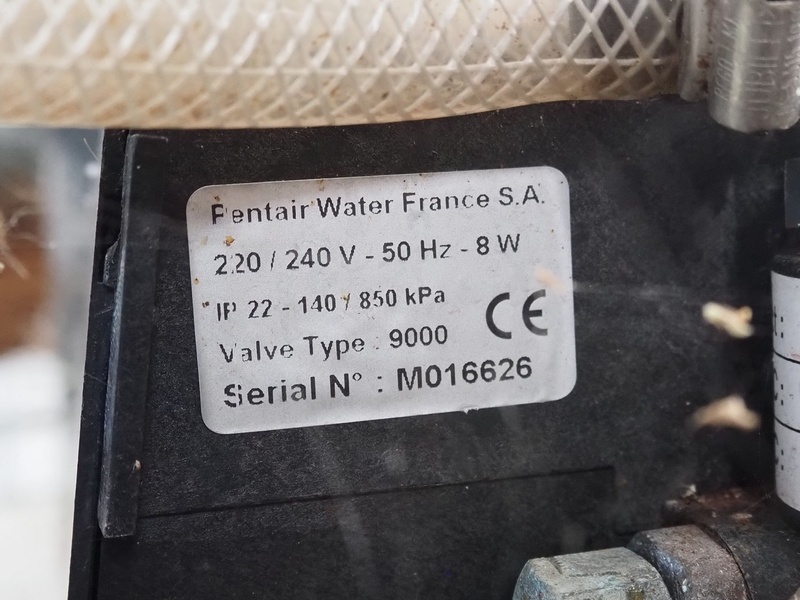 Pentair Water France S.A.
220 / 240 V - 50 Hz - 8 W
IP 22 - 140 / 850 kPa
CE
Valve Type : 9000
Serial N° : M016626